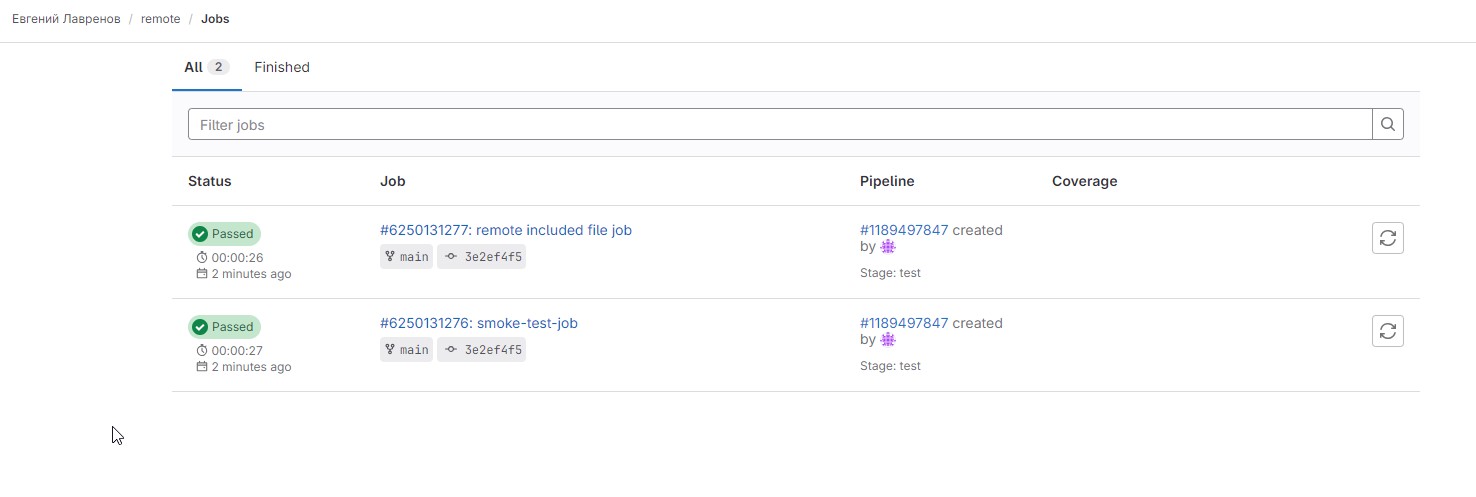 Евгений Лавренов / remote / Jobs
All 2 Finished
Filter jobs
Status Job Pipeline Coverage
Passed #6250131277: remote included file job #1189497847 created
by
00:00:26 main 3e2ef4f5
2 minutes ago Stage: test
Passed #6250131276: smoke-test-job #1189497847 created
by
00:00:27 main 3e2ef4f5
2 minutes ago Stage: test